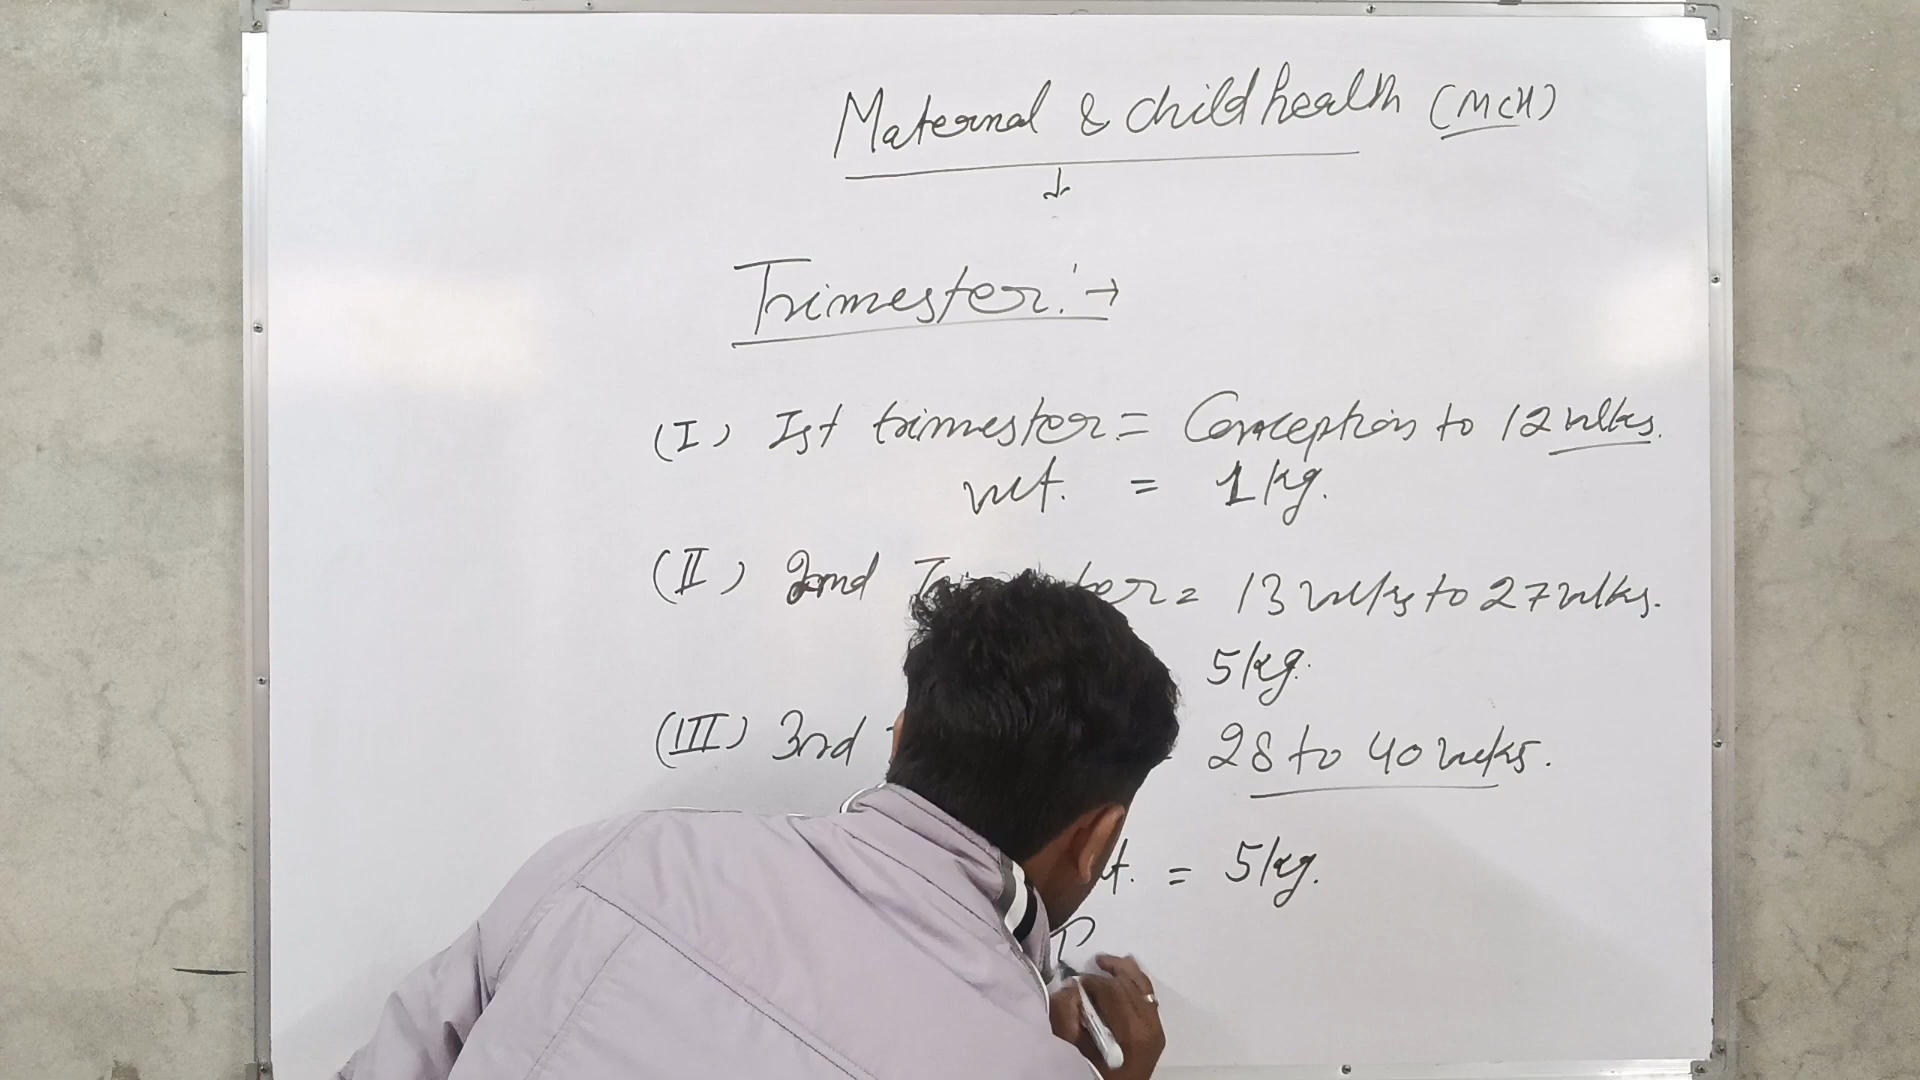 Maternal & child health (MCH)
Trimester :→
(I) Ist trimester = Conception to 12 wks.
wt. = 1 kg.
(II) 2nd = 13 wks to 27 wks.
5 kg.
(III) 3rd 28 to 40 wks.
= 5 kg.